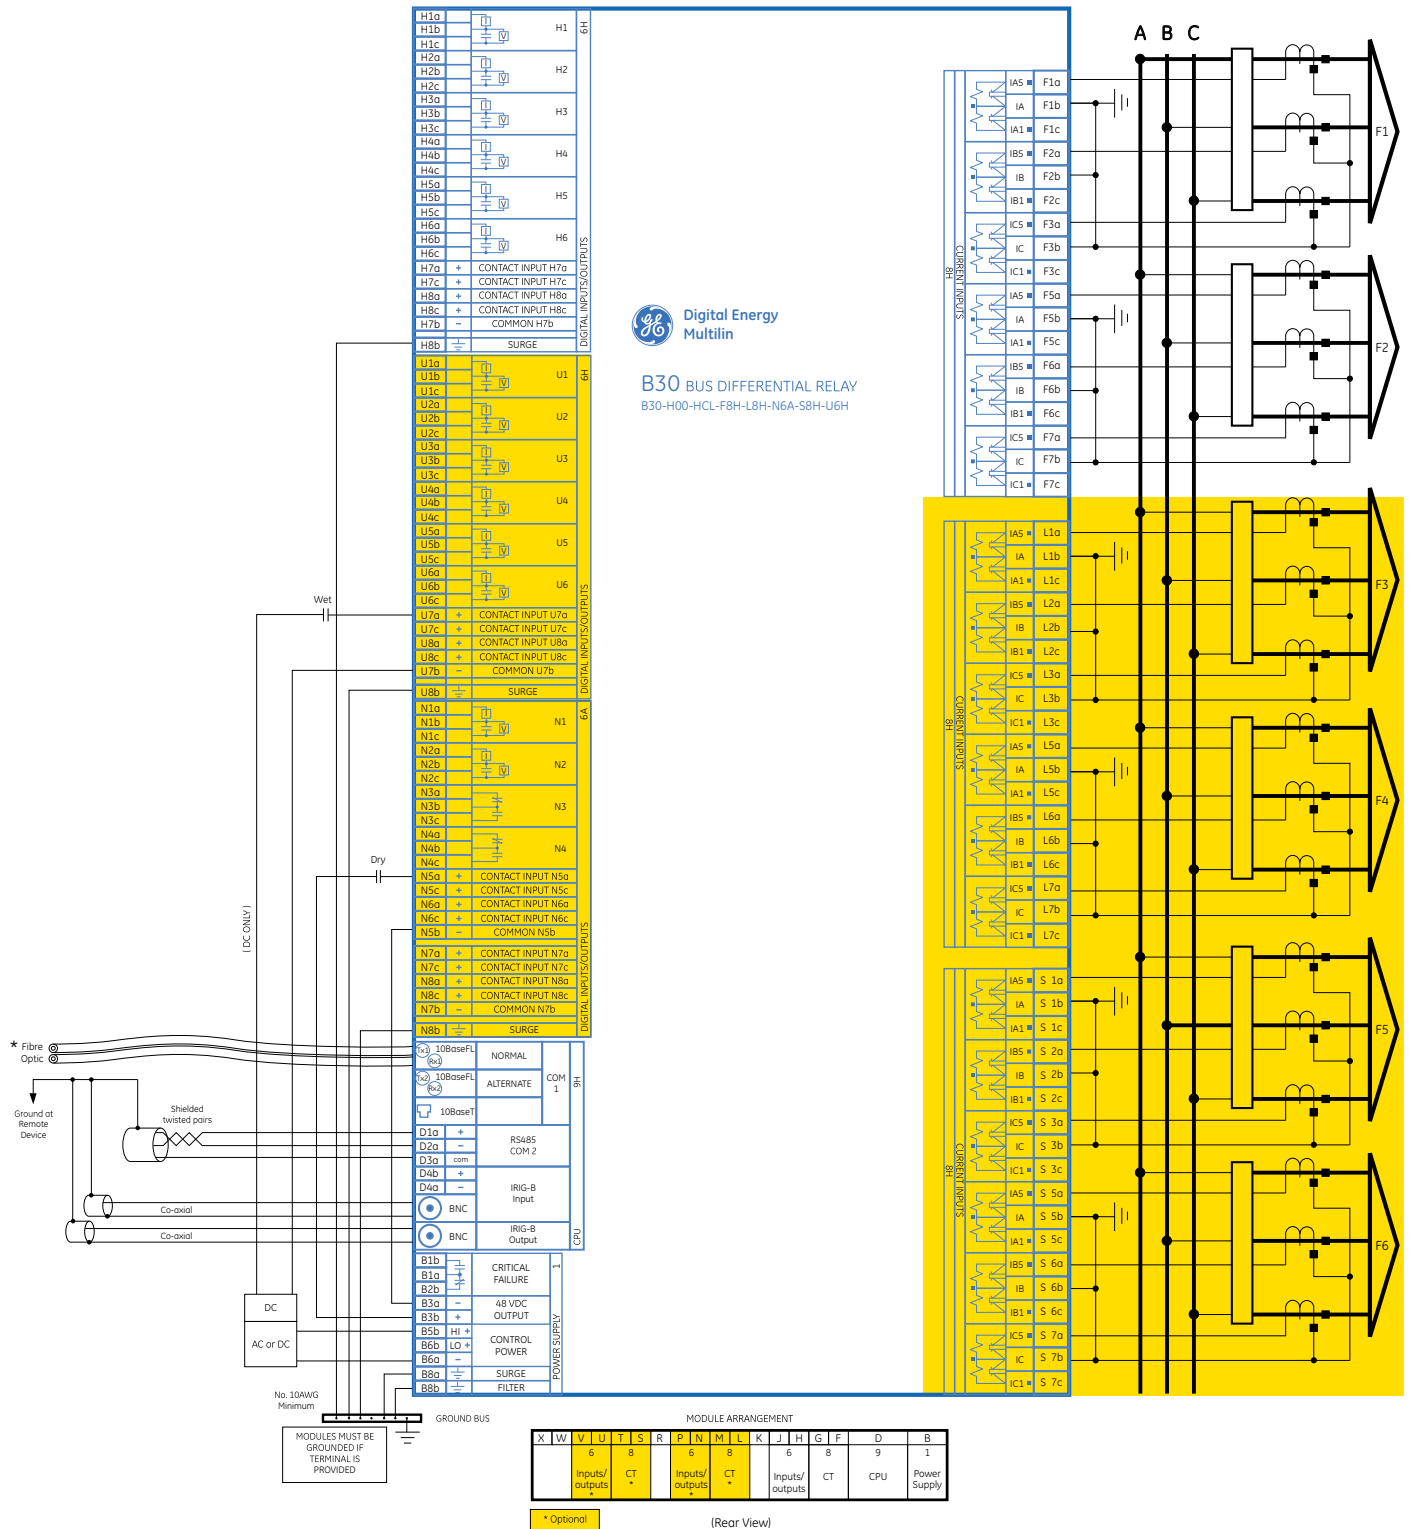 H1a
H1b
H1c
H1
H2a
H2b
H2c
H2
H3a
H3b
H3c
H3
H4a
H4b
H4c
H4
H5a
H5b
H5c
H5
H6a
H6b
H6c
H6
H7a + CONTACT INPUT H7a
H7c + CONTACT INPUT H7c
H8a + CONTACT INPUT H8a
H8c + CONTACT INPUT H8c
H7b - COMMON H7b
H8b SURGE
6H
DIGITAL INPUTS/OUTPUTS
U1a
U1b
U1c
U1
U2a
U2b
U2c
U2
U3a
U3b
U3c
U3
U4a
U4b
U4c
U4
U5a
U5b
U5c
U5
U6a
U6b
U6c
U6
Wet
U7a + CONTACT INPUT U7a
U7c + CONTACT INPUT U7c
U8a + CONTACT INPUT U8a
U8c + CONTACT INPUT U8c
U7b - COMMON U7b
U8b SURGE
6H
DIGITAL INPUTS/OUTPUTS
N1a
N1b
N1c
N1
N2a
N2b
N2c
N2
N3a
N3b
N3c
N3
N4a
N4b
N4c
N4
Dry
N5a + CONTACT INPUT N5a
N5c + CONTACT INPUT N5c
N6a + CONTACT INPUT N6a
N6c + CONTACT INPUT N6c
N5b - COMMON N5b
N7a + CONTACT INPUT N7a
N7c + CONTACT INPUT N7c
N8a + CONTACT INPUT N8a
N8c + CONTACT INPUT N8c
N7b - COMMON N7b
N8b SURGE
6A
DIGITAL INPUTS/OUTPUTS
( DC ONLY )
* Fibre
Optic
Tx1 10BaseFL NORMAL
Rx1
Tx2 10BaseFL ALTERNATE
Rx2
COM
1
10BaseT
9H
Ground at
Remote
Device
Shielded
twisted pairs
D1a +
D2a -
D3a com
RS485
COM 2
D4b +
D4a -
IRIG-B
Input
BNC
Co-axial
BNC
IRIG-B
Output
Co-axial
CPU
B1b
B1a
B2b
CRITICAL
FAILURE
B3a -
B3b +
48 VDC
OUTPUT
B5b HI +
B6b LO +
B6a -
CONTROL
POWER
B8a SURGE
B8b FILTER
1
POWER SUPPLY
DC
AC or DC
No. 10AWG
Minimum
GROUND BUS
MODULES MUST BE
GROUNDED IF
TERMINAL IS
PROVIDED
GE
Digital Energy
Multilin
B30 BUS DIFFERENTIAL RELAY
B30-H00-HCL-F8H-L8H-N6A-S8H-U6H
A B C
IA5 F1a
IA F1b
IA1 F1c
IB5 F2a
IB F2b
IB1 F2c
IC5 F3a
IC F3b
IC1 F3c
IA5 F5a
IA F5b
IA1 F5c
IB5 F6a
IB F6b
IB1 F6c
IC5 F7a
IC F7b
IC1 F7c
8H
CURRENT INPUTS
F1
F2
IA5 L1a
IA L1b
IA1 L1c
IB5 L2a
IB L2b
IB1 L2c
IC5 L3a
IC L3b
IC1 L3c
IA5 L5a
IA L5b
IA1 L5c
IB5 L6a
IB L6b
IB1 L6c
IC5 L7a
IC L7b
IC1 L7c
8H
CURRENT INPUTS
F3
F4
IA5 S 1a
IA S 1b
IA1 S 1c
IB5 S 2a
IB S 2b
IB1 S 2c
IC5 S 3a
IC S 3b
IC1 S 3c
IA5 S 5a
IA S 5b
IA1 S 5c
IB5 S 6a
IB S 6b
IB1 S 6c
IC5 S 7a
IC S 7b
IC1 S 7c
8H
CURRENT INPUTS
F5
F6
MODULE ARRANGEMENT
X W V U T S R P N M L K J H G F D B
6 8 6 8 6 8 9 1
Inputs/
outputs
*
CT
*
Inputs/
outputs
*
CT
*
Inputs/
outputs
CT
CPU
Power
Supply
* Optional
(Rear View)